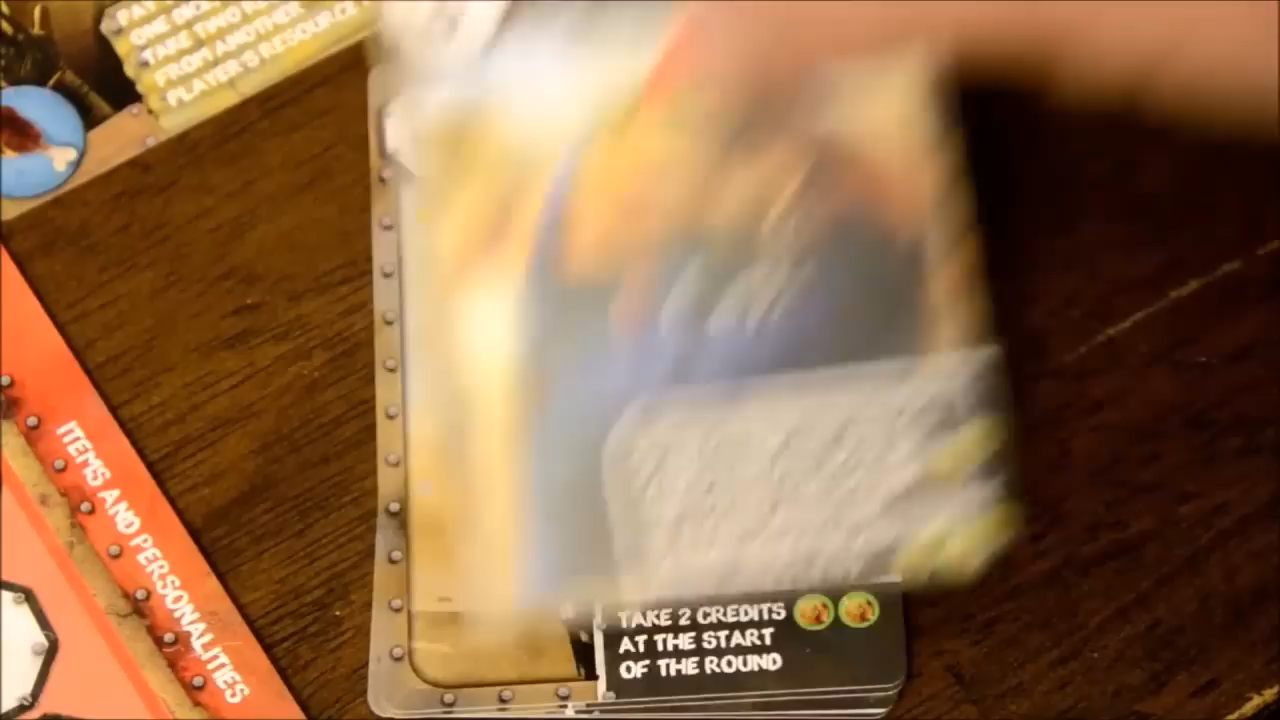 ONE DICE
TAKE TWO
FROM ANOTHER
PLAYER'S RESOURCE
ITEMS AND PERSONALITIES
TAKE 2 CREDITS
AT THE START
OF THE ROUND